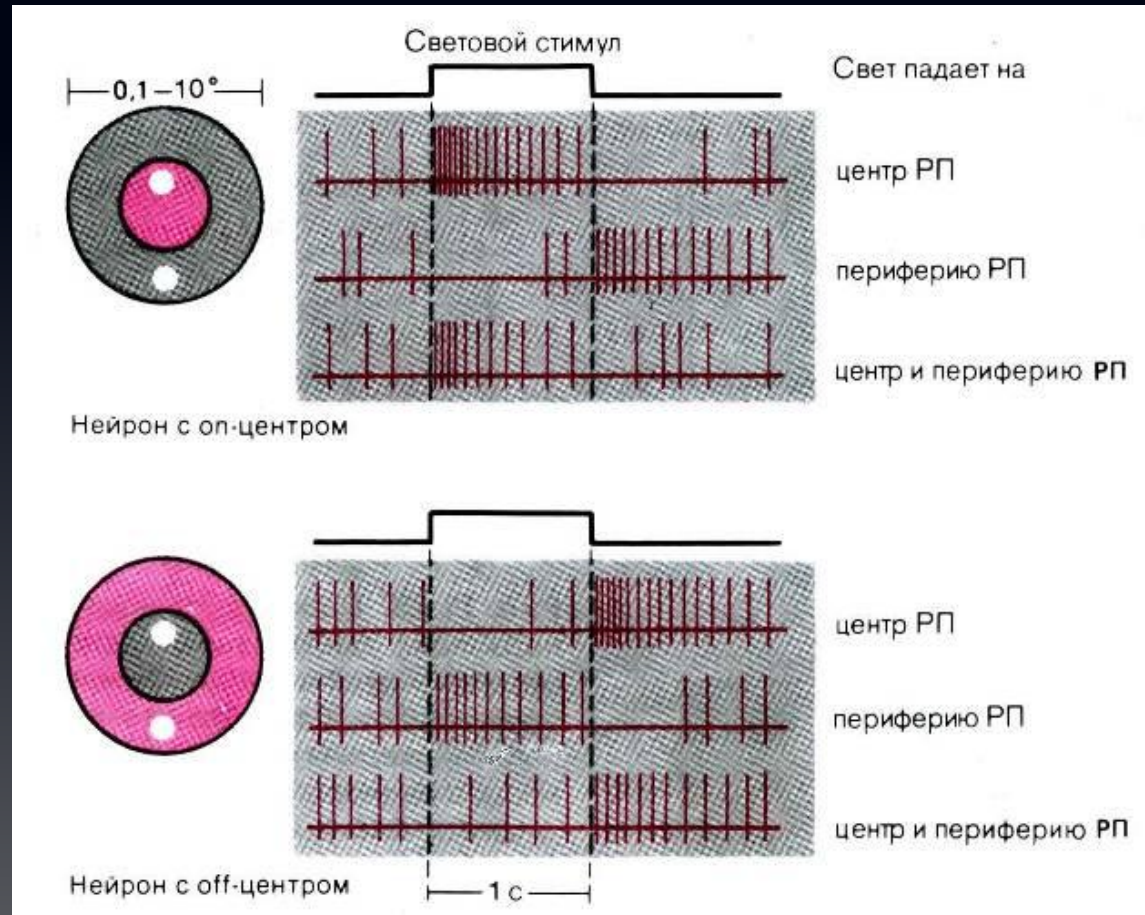 Световой стимул
0,1–10°
Свет падает на
центр РП
периферию РП
центр и периферию РП
Нейрон с on-центром
центр РП
периферию РП
центр и периферию РП
Нейрон с off-центром
1 с